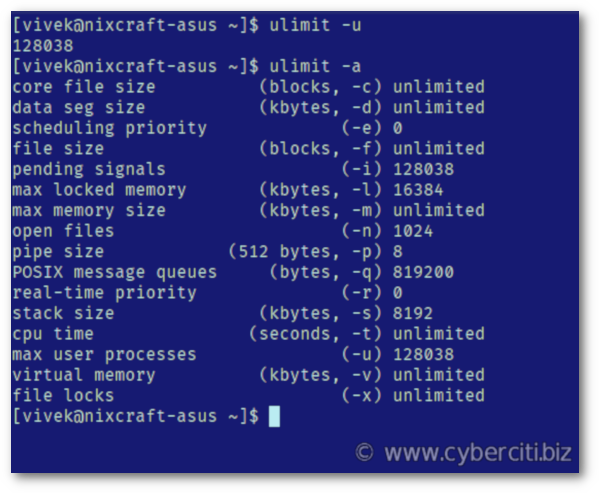 [vivek@nixcraft-asus ~]$ ulimit -u
128038
[vivek@nixcraft-asus ~]$ ulimit -a
core file size          (blocks, -c) unlimited
data seg size           (kbytes, -d) unlimited
scheduling priority             (-e) 0
file size               (blocks, -f) unlimited
pending signals                 (-i) 128038
max locked memory       (kbytes, -l) 16384
max memory size         (kbytes, -m) unlimited
open files                      (-n) 1024
pipe size            (512 bytes, -p) 8
POSIX message queues     (bytes, -q) 819200
real-time priority              (-r) 0
stack size              (kbytes, -s) 8192
cpu time               (seconds, -t) unlimited
max user processes              (-u) 128038
virtual memory          (kbytes, -v) unlimited
file locks                      (-x) unlimited
[vivek@nixcraft-asus ~]$
© www.cyberciti.biz